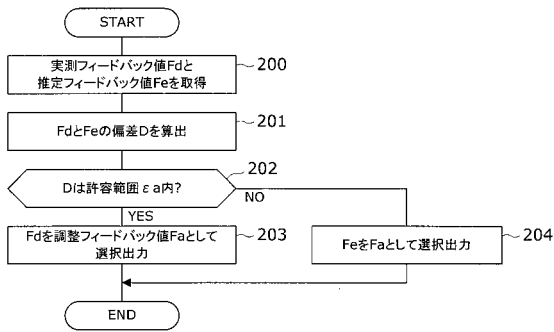 START
実測フィードバック値Fdと
推定フィードバック値Feを取得
200
FdとFeの偏差Dを算出
201
Dは許容範囲εa内?
202
NO
YES
Fdを調整フィードバック値Faとして
選択出力
203
FeをFaとして選択出力
204
END